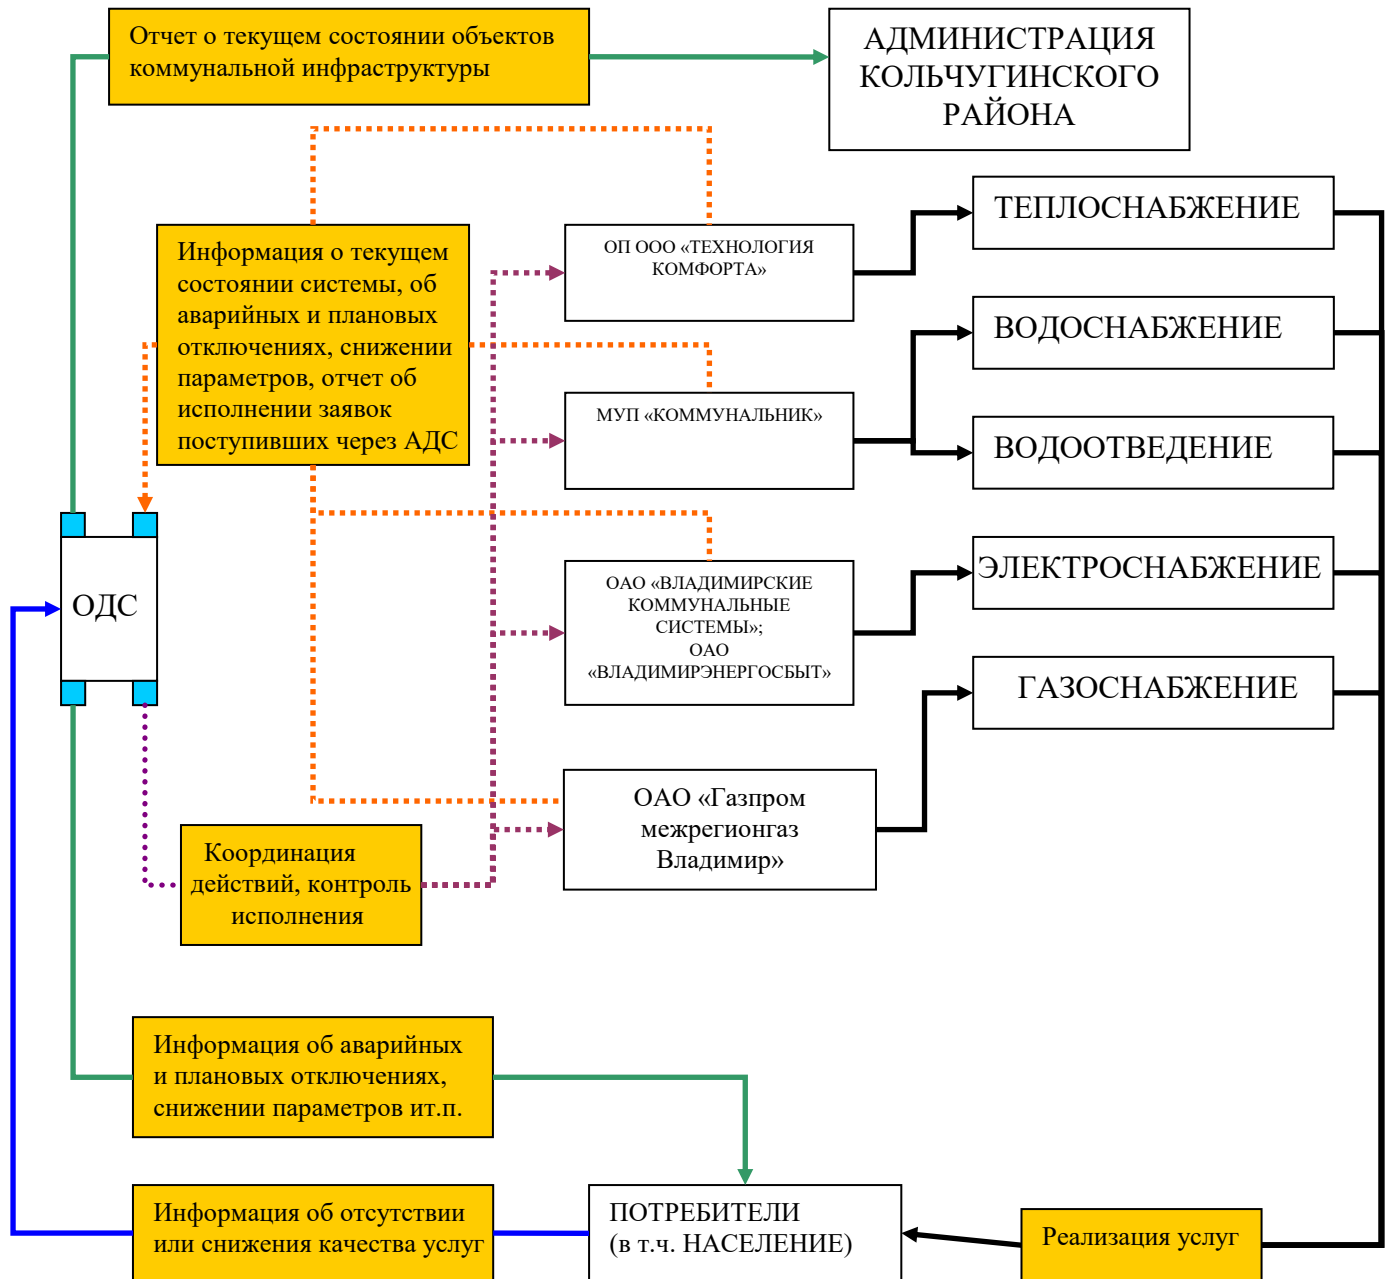 Отчет о текущем состоянии объектов
коммунальной инфраструктуры
АДМИНИСТРАЦИЯ
КОЛЬЧУГИНСКОГО
РАЙОНА
ТЕПЛОСНАБЖЕНИЕ
Информация о текущем
состоянии системы, об
аварийных и плановых
отключениях, снижении
параметров, отчет об
исполнении заявок
поступивших через АДС
ОП ООО «ТЕХНОЛОГИЯ
КОМФОРТА»
ВОДОСНАБЖЕНИЕ
МУП «КОММУНАЛЬНИК»
ВОДООТВЕДЕНИЕ
ОДС
ОАО «ВЛАДИМИРСКИЕ
КОММУНАЛЬНЫЕ
СИСТЕМЫ»;
ОАО
«ВЛАДИМИРЭНЕРГОСБЫТ»
ЭЛЕКТРОСНАБЖЕНИЕ
ГАЗОСНАБЖЕНИЕ
ОАО «Газпром
межрегионгаз
Владимир»
Координация
действий, контроль
исполнения
Информация об аварийных
и плановых отключениях,
снижении параметров ит.п.
Информация об отсутствии
или снижения качества услуг
ПОТРЕБИТЕЛИ
(в т.ч. НАСЕЛЕНИЕ)
Реализация услуг